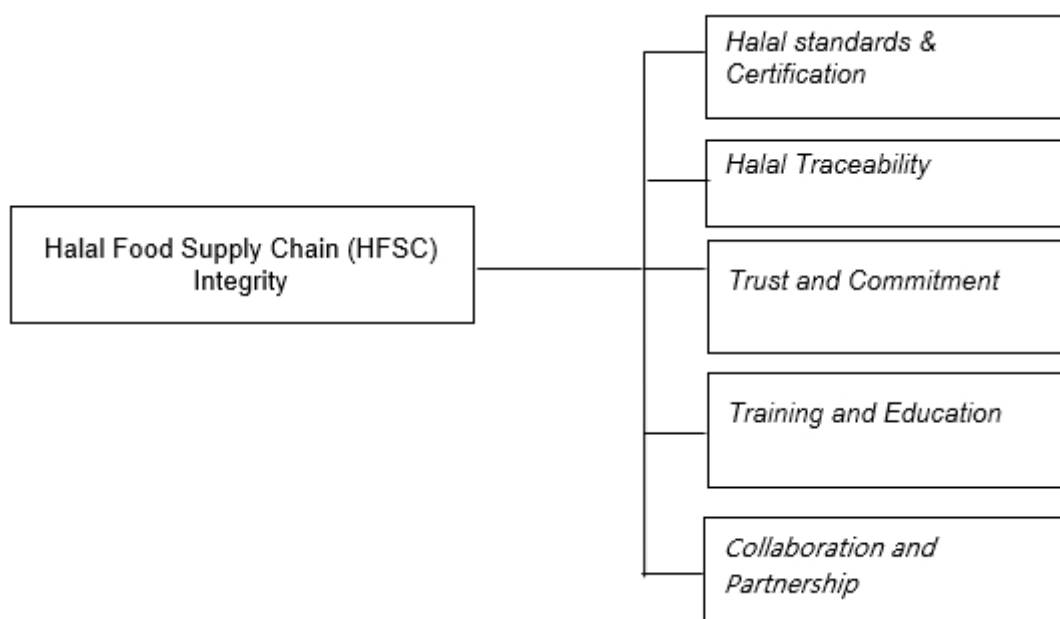 Halal standards &
Certification
Halal Traceability
Halal Food Supply Chain (HFSC)
Integrity
Trust and Commitment
Training and Education
Collaboration and
Partnership